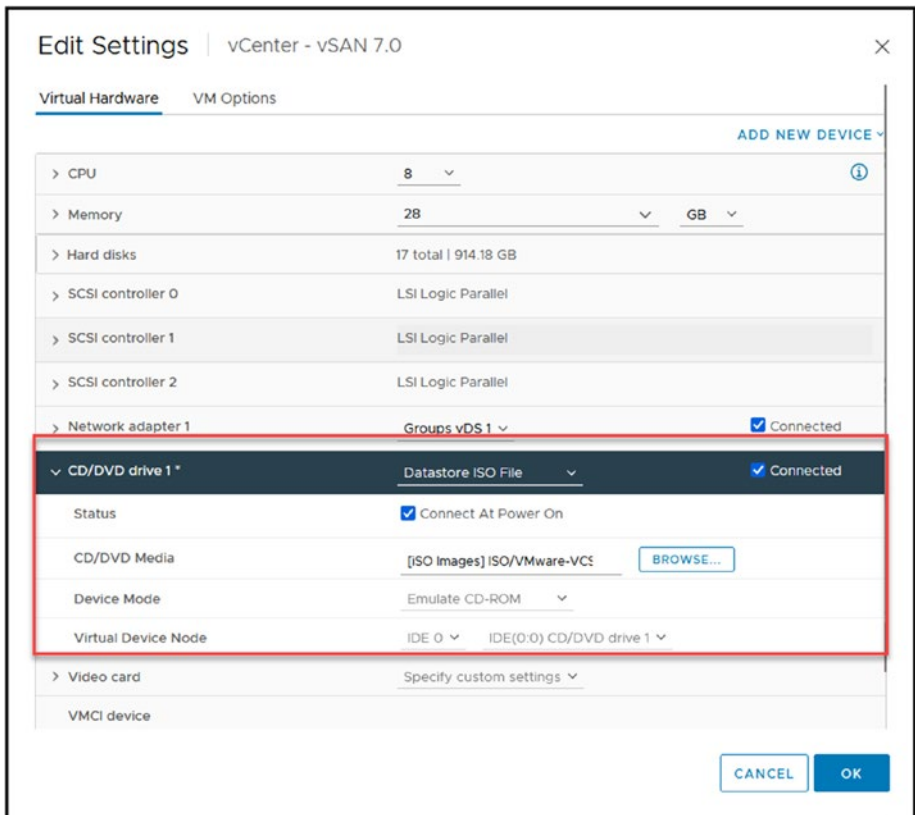 Edit Settings | vCenter - vSAN 7.0
Virtual Hardware VM Options
ADD NEW DEVICE
CPU 8
Memory 28 GB
Hard disks 17 total | 914.18 GB
SCSI controller 0 LSI Logic Parallel
SCSI controller 1 LSI Logic Parallel
SCSI controller 2 LSI Logic Parallel
Network adapter 1 Groups vDS 1 Connected
CD/DVD drive 1 * Datastore ISO File Connected
Status Connect At Power On
CD/DVD Media [ISO Images] ISO/VMware-VCS BROWSE...
Device Mode Emulate CD-ROM
Virtual Device Node IDE 0 IDE(0:0) CD/DVD drive 1
Video card Specify custom settings
VMCI device
CANCEL OK